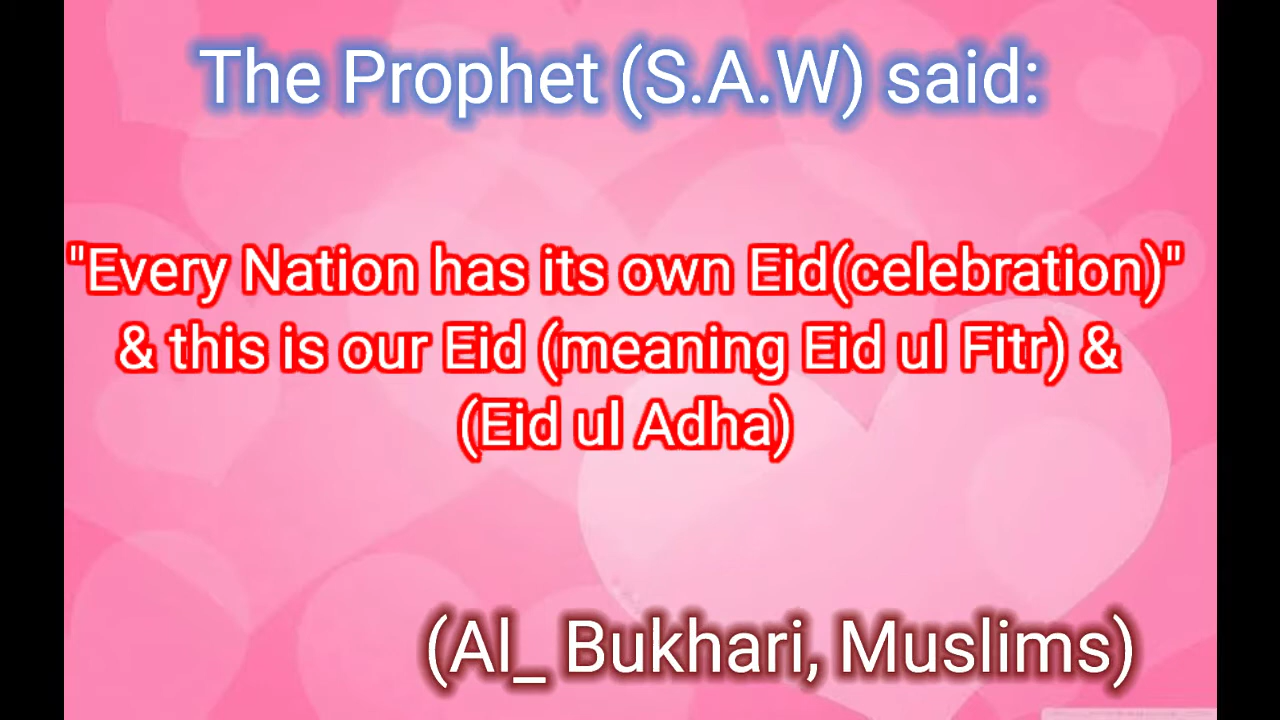 The Prophet (S.A.W) said:
"Every Nation has its own Eid(celebration)"
& this is our Eid (meaning Eid ul Fitr) &
(Eid ul Adha)
(Al_ Bukhari, Muslims)